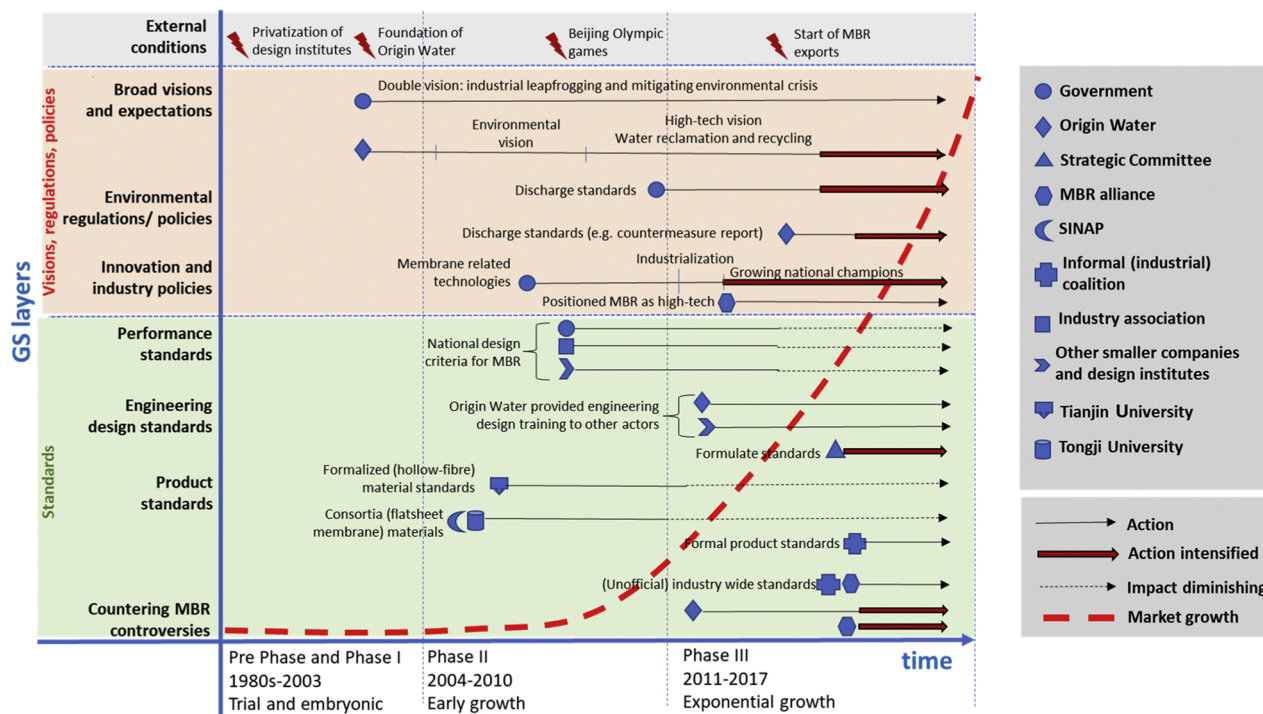 External
conditions
Privatization of
design institutes
Foundation of
Origin Water
Beijing Olympic
games
Start of MBR
exports
GS layers
Visions, regulations, policies
Broad visions
and expectations
Double vision: industrial leapfrogging and mitigating environmental crisis
Environmental
vision
High-tech vision
Water reclamation and recycling
Environmental
regulations/ policies
Discharge standards
Discharge standards (e.g. countermeasure report)
Innovation and
industry policies
Membrane related
technologies
Industrialization
Growing national champions
Positioned MBR as high-tech
Standards
Performance
standards
National design
criteria for MBR
Engineering
design standards
Origin Water provided engineering
design training to other actors
Formulate standards
Product
standards
Formalized (hollow-fibre)
material standards
Consortia (flatsheet
membrane) materials
Formal product standards
(Unofficial) industry wide standards
Countering MBR
controversies
time
Pre Phase and Phase I
1980s-2003
Trial and embryonic
Phase II
2004-2010
Early growth
Phase III
2011-2017
Exponential growth
Government
Origin Water
Strategic Committee
MBR alliance
SINAP
Informal (industrial)
coalition
Industry association
Other smaller companies
and design institutes
Tianjin University
Tongji University
Action
Action intensified
Impact diminishing
Market growth